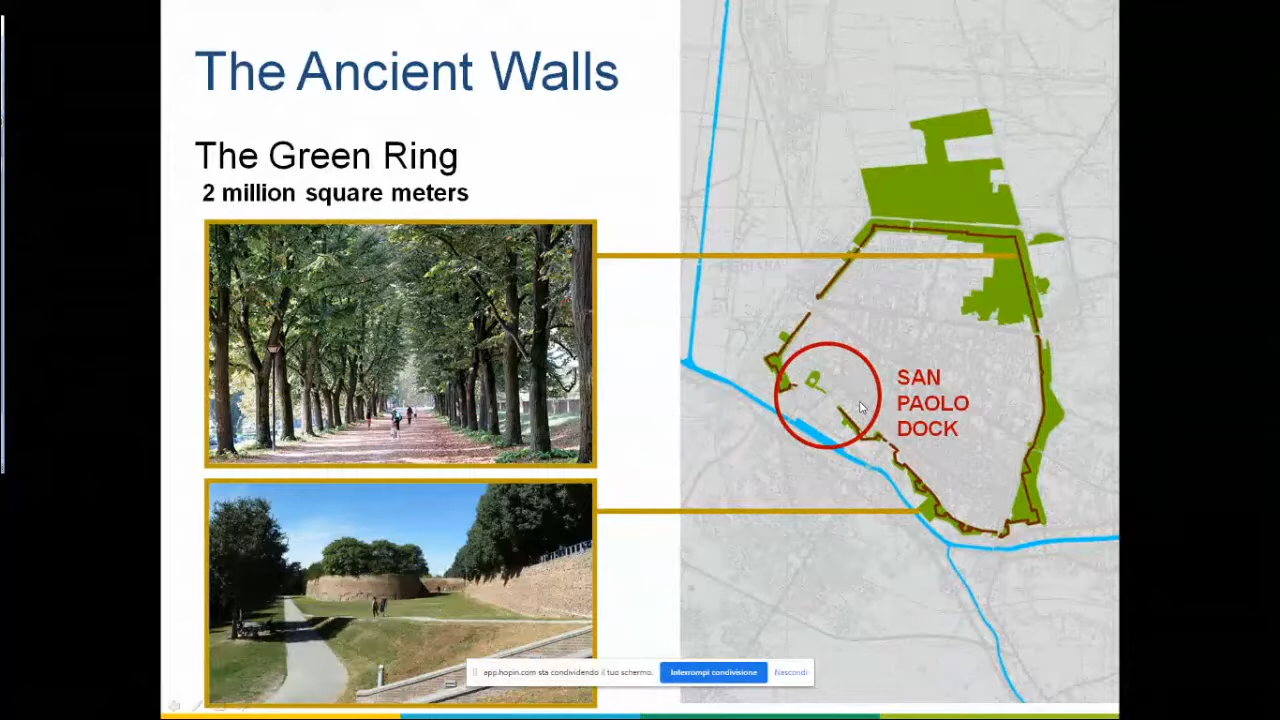 The Ancient Walls
The Green Ring
2 million square meters
SAN
PAOLO
DOCK
app.hopin.com sta condividendo il tuo schermo.
Interrompi condivisione
Nascondi